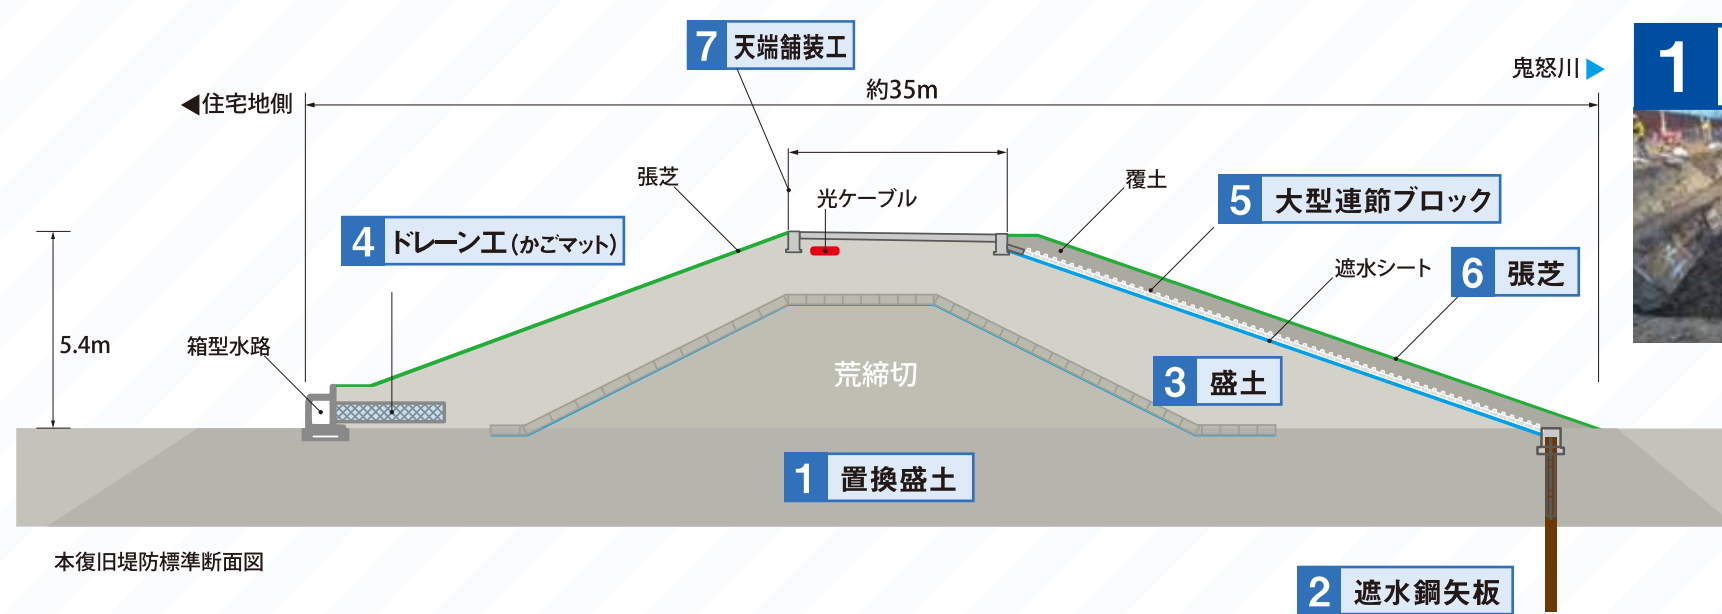 7 天端舗装工
鬼怒川▶
1
◀住宅地側
約35m
張芝
光ケーブル
覆土
5 大型連節ブロック
4 ドレーン工(かごマット)
遮水シート
6 張芝
5.4m
箱型水路
荒締切
3 盛土
1 置換盛土
本復旧堤防標準断面図
2 遮水鋼矢板